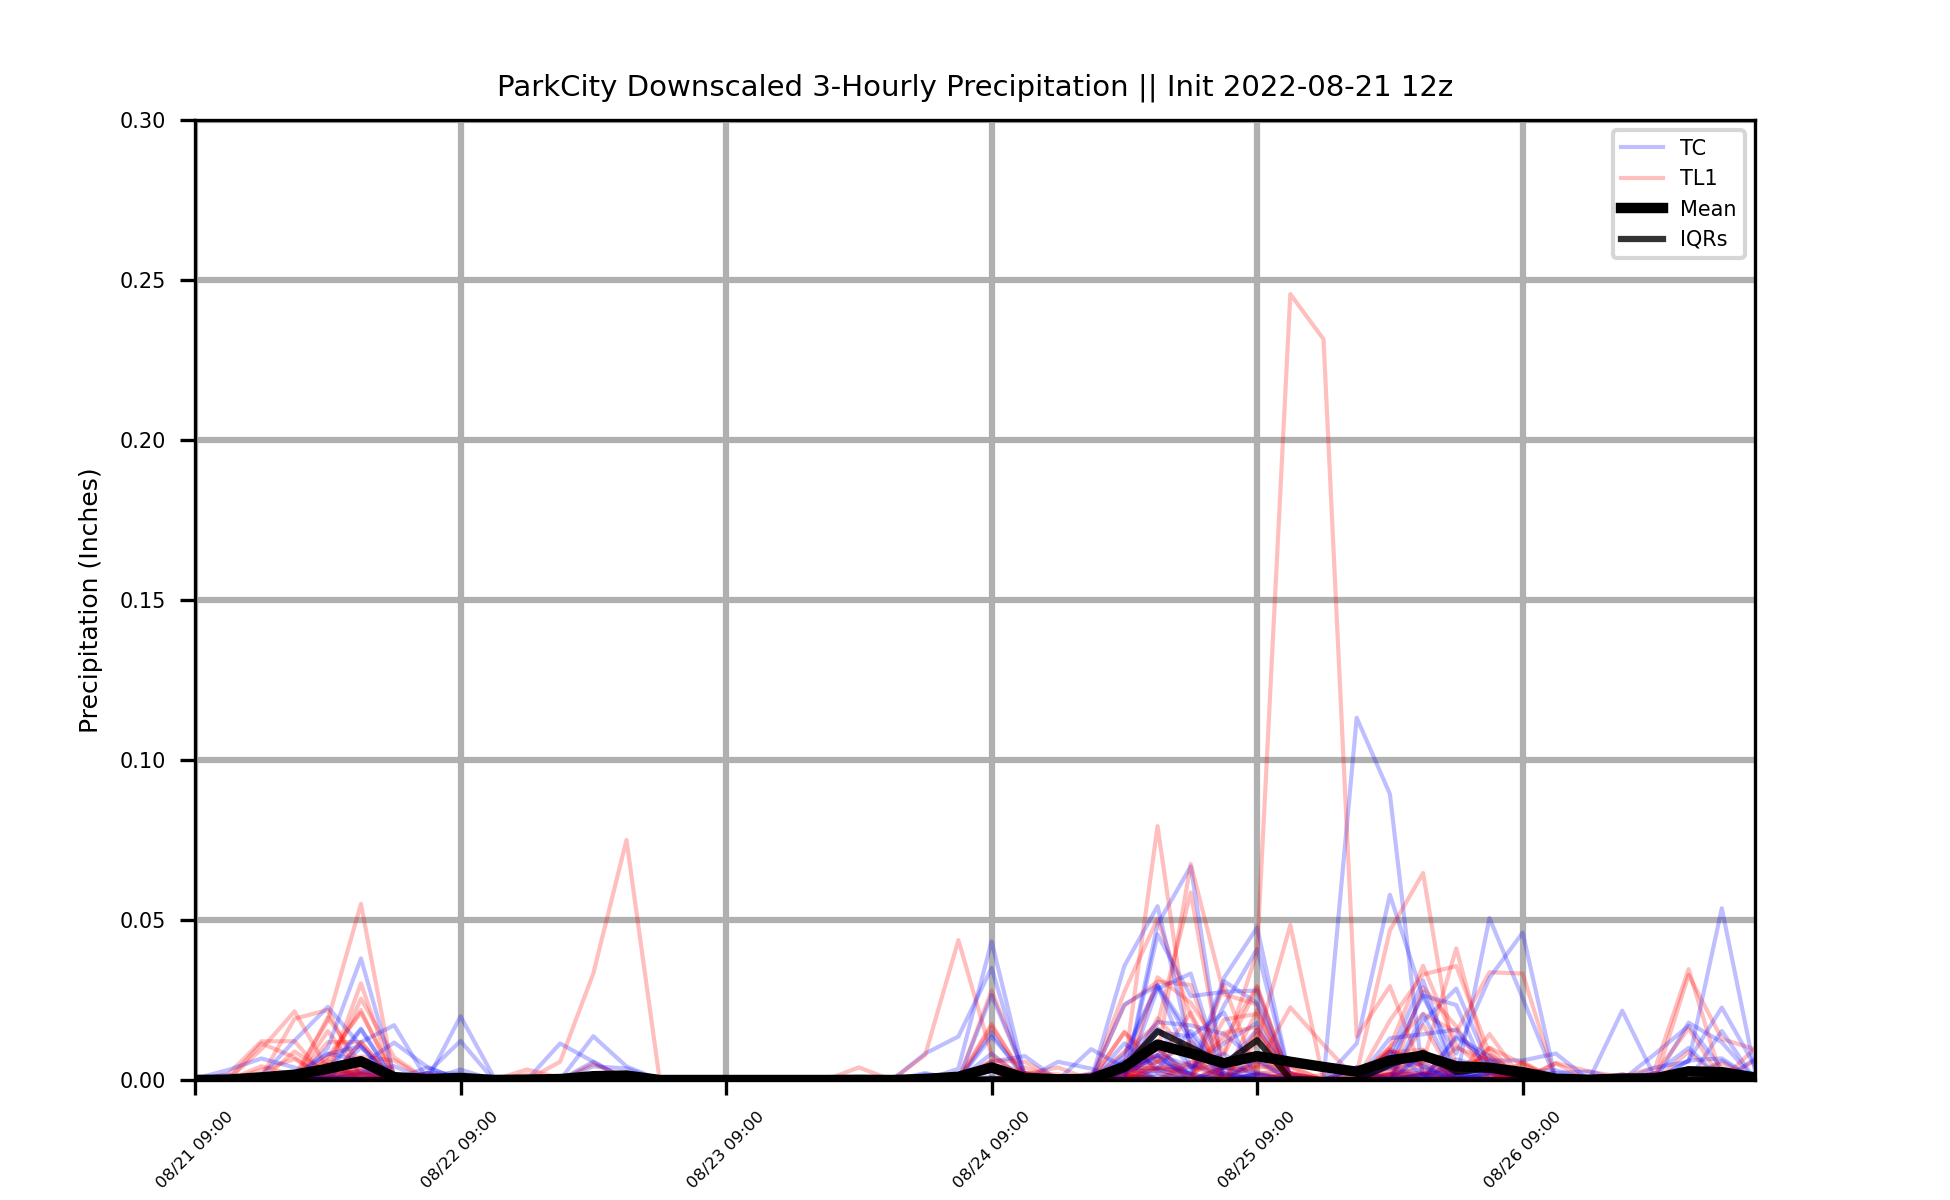 ParkCity Downscaled 3-Hourly Precipitation || Init 2022-08-21 12z
Precipitation (Inches)
0.30
0.25
0.20
0.15
0.10
0.05
0.00
TC
TL1
Mean
IQRs
08/21 09:00
08/22 09:00
08/23 09:00
08/24 09:00
08/25 09:00
08/26 09:00